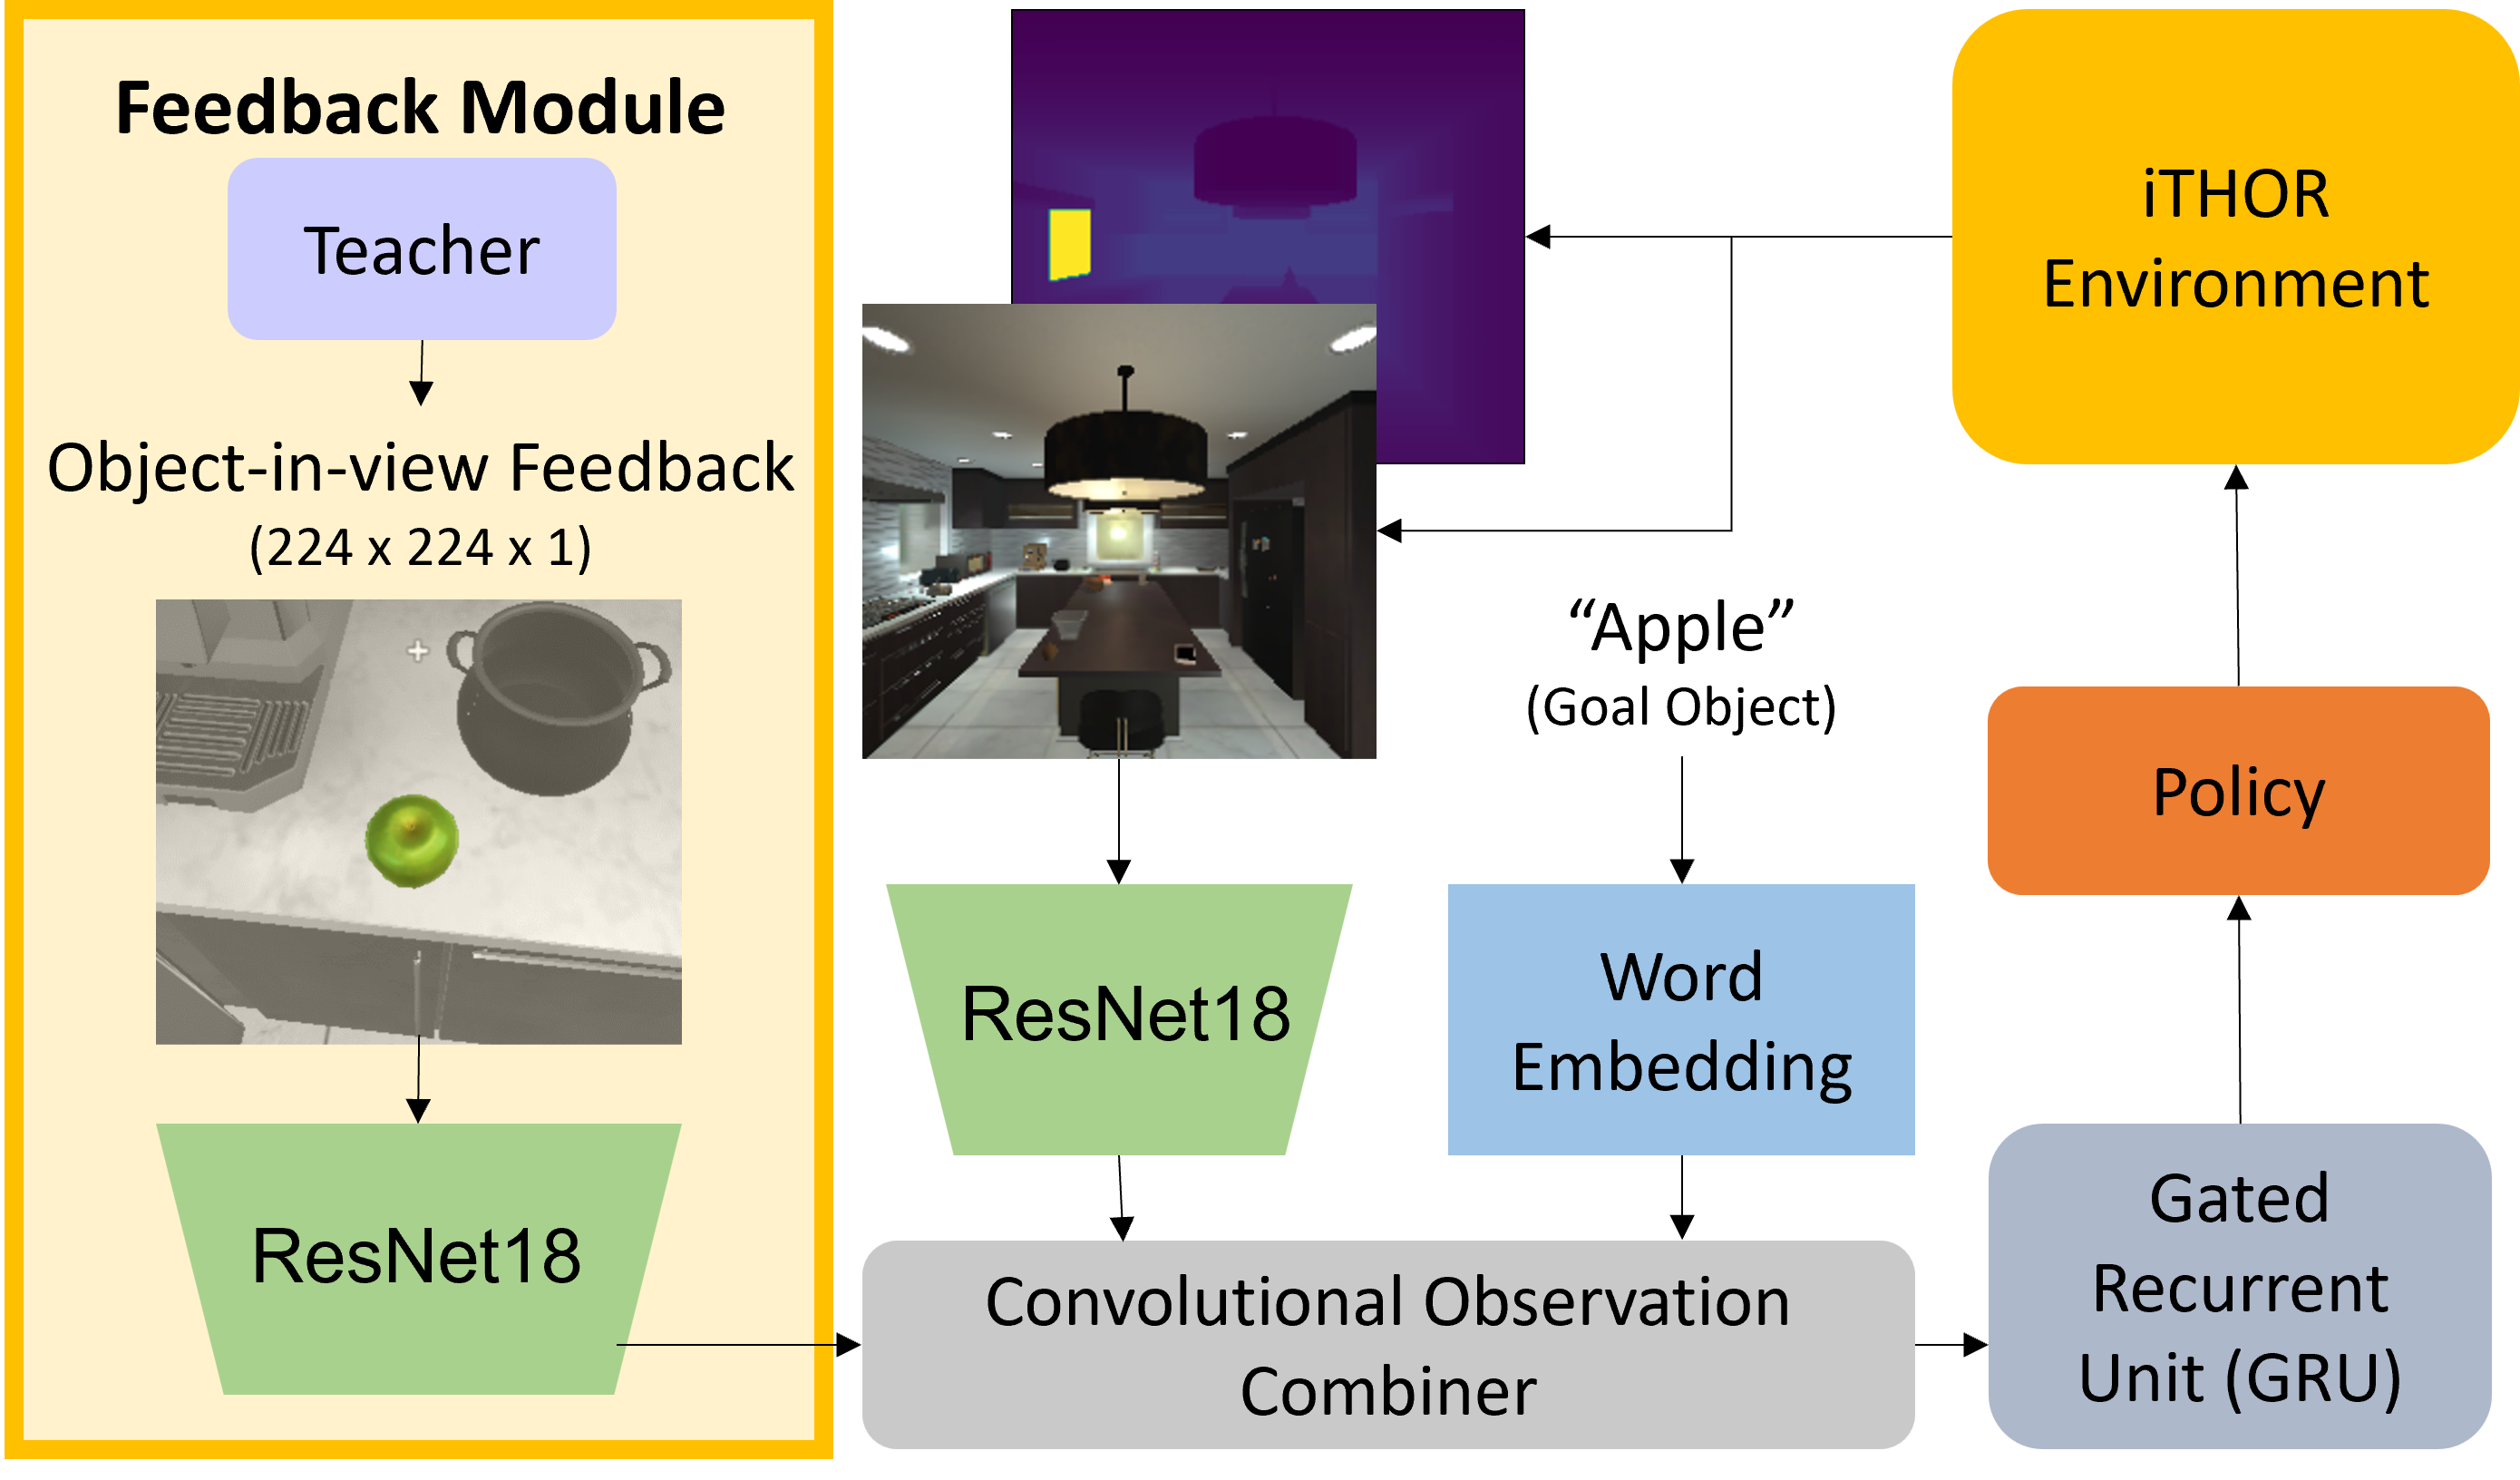 Feedback Module
Teacher
Object-in-view Feedback
(224 x 224 x 1)
ResNet18
“Apple”
(Goal Object)
ResNet18
Word
Embedding
Convolutional Observation
Combiner
iTHOR
Environment
Policy
Gated
Recurrent
Unit (GRU)